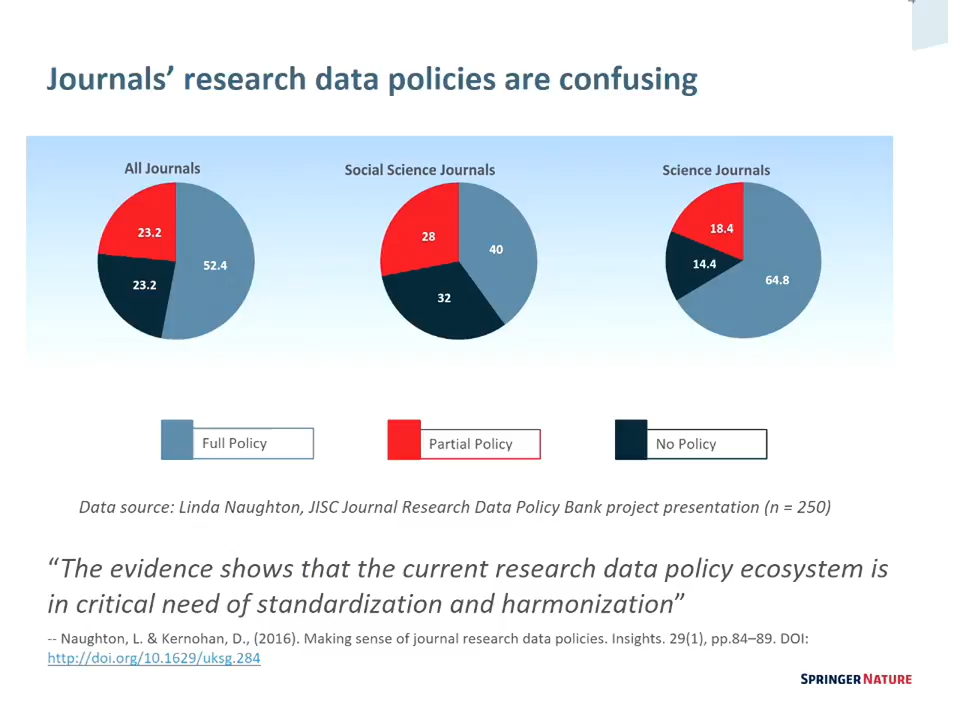 Journals’ research data policies are confusing
All Journals
Social Science Journals
Science Journals
23.2
52.4
23.2
28
40
32
18.4
14.4
64.8
Full Policy
Partial Policy
No Policy
Data source: Linda Naughton, JISC Journal Research Data Policy Bank project presentation (n = 250)
“The evidence shows that the current research data policy ecosystem is
in critical need of standardization and harmonization”
-- Naughton, L. & Kernohan, D., (2016). Making sense of journal research data policies. Insights. 29(1), pp.84–89. DOI:
http://doi.org/10.1629/uksg.284
SPRINGER NATURE